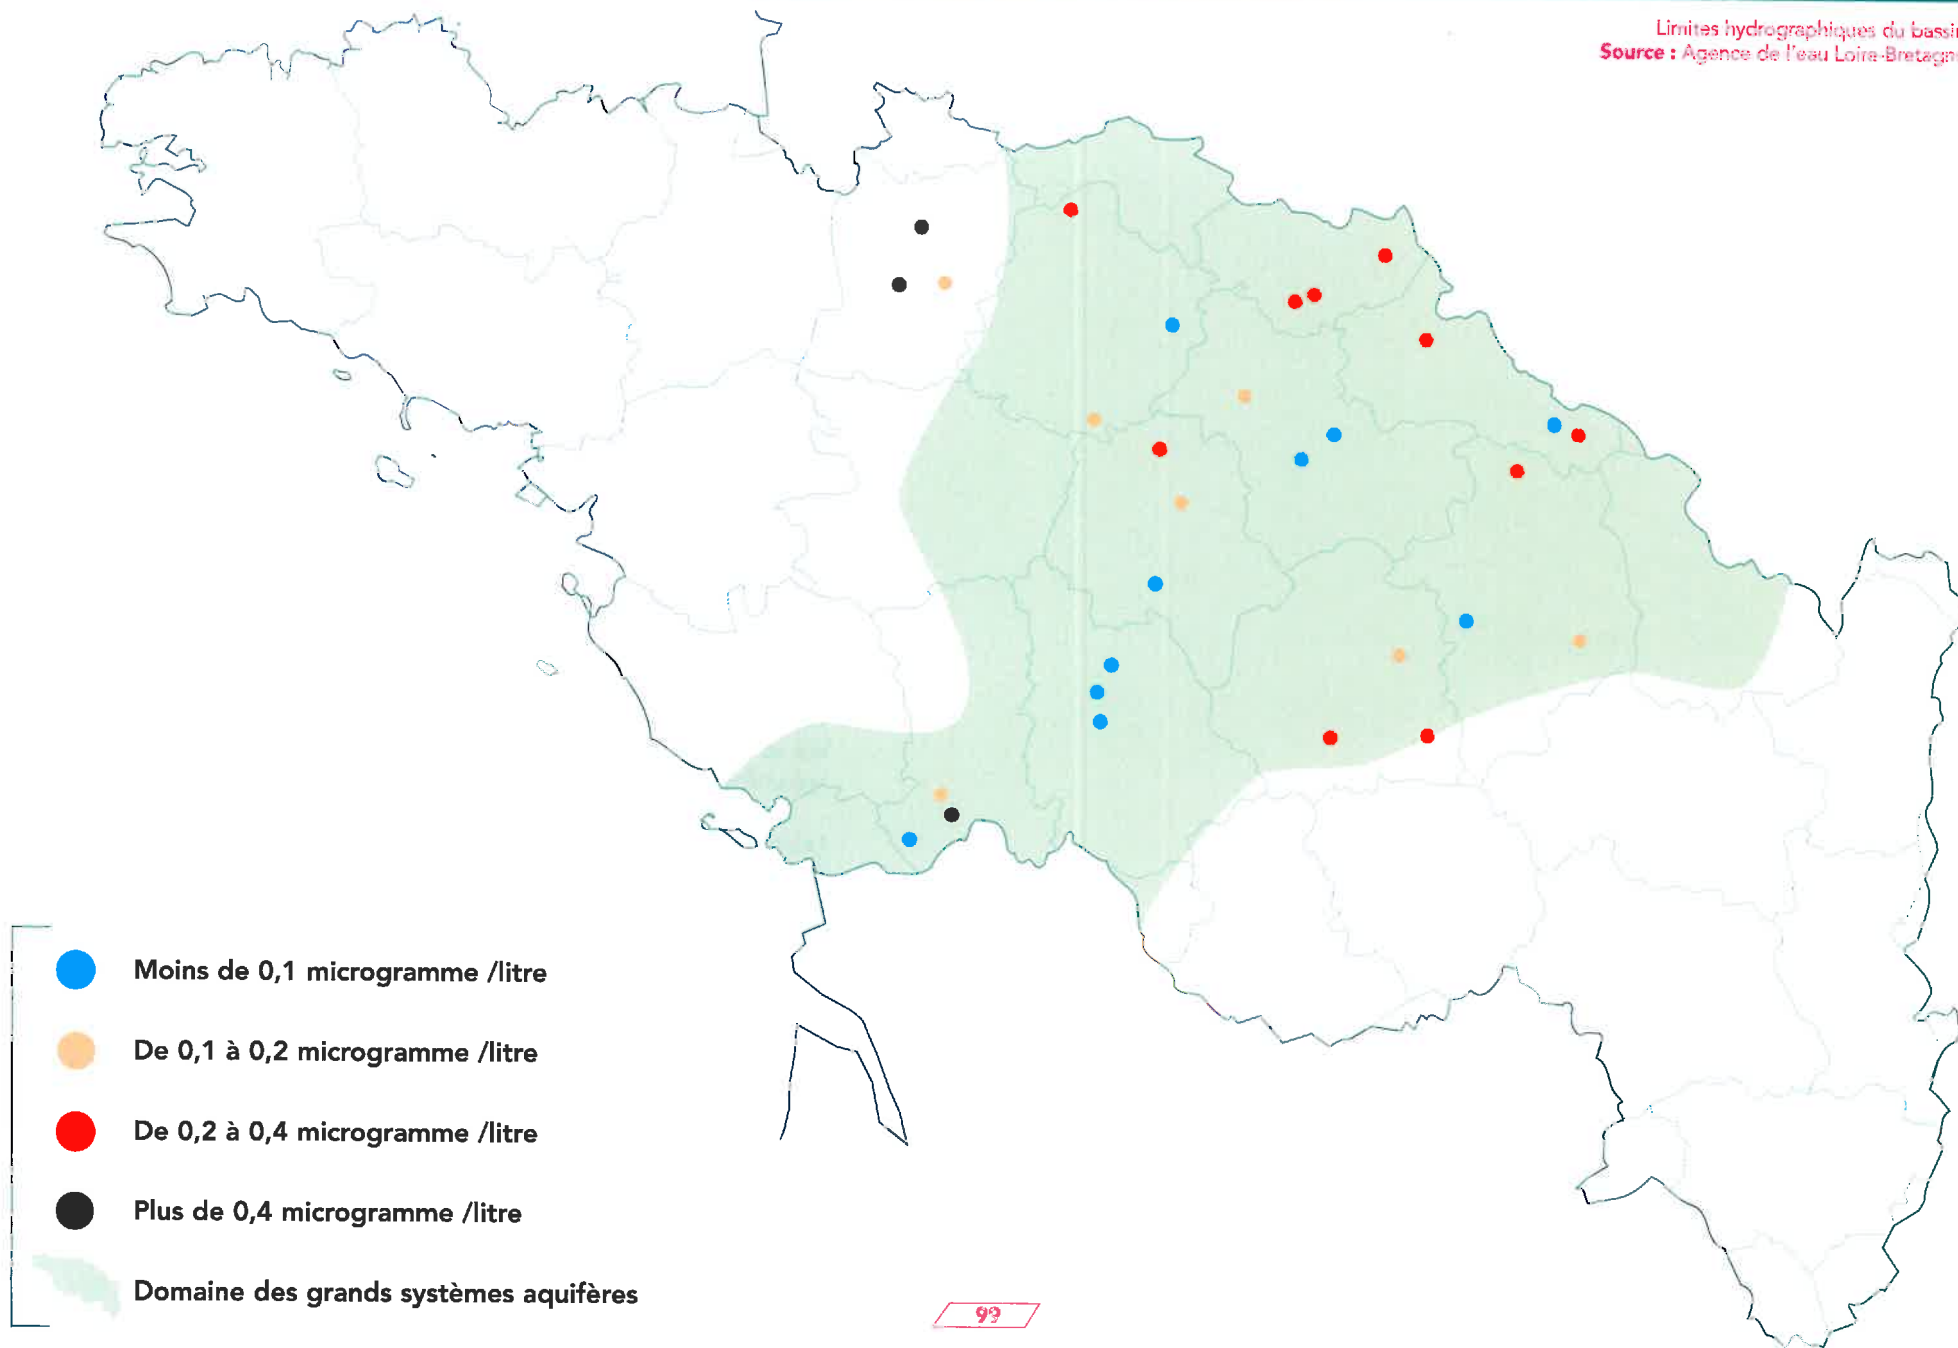 Limites hydrographiques du bassin
Source : Agence de l'eau Loire-Bretagne
Moins de 0,1 microgramme /litre
De 0,1 à 0,2 microgramme /litre
De 0,2 à 0,4 microgramme /litre
Plus de 0,4 microgramme /litre
Domaine des grands systèmes aquifères
99